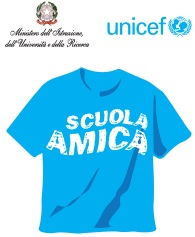 Ministero dell'Istruzione,
dell'Università e della Ricerca
unicef
SCUOLA
AMICA